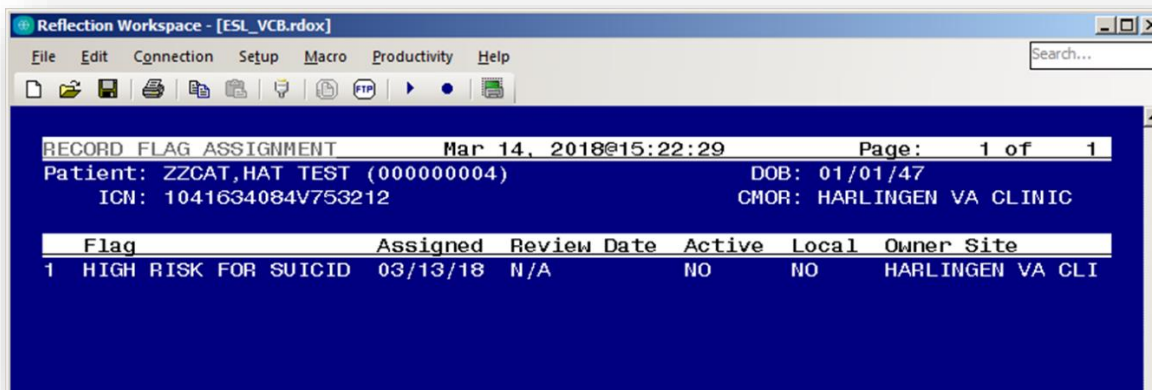 Reflection Workspace - [ESL_VCB.rdox]
File Edit Connection Setup Macro Productivity Help Search...
FTP
RECORD FLAG ASSIGNMENT Mar 14, 2018@15:22:29 Page: 1 of 1
Patient: ZZCAT,HAT TEST (000000004) DOB: 01/01/47
ICN: 1041634084V753212 CMOR: HARLINGEN VA CLINIC
Flag Assigned Review Date Active Local Owner Site
1 HIGH RISK FOR SUICID 03/13/18 N/A NO NO HARLINGEN VA CLI